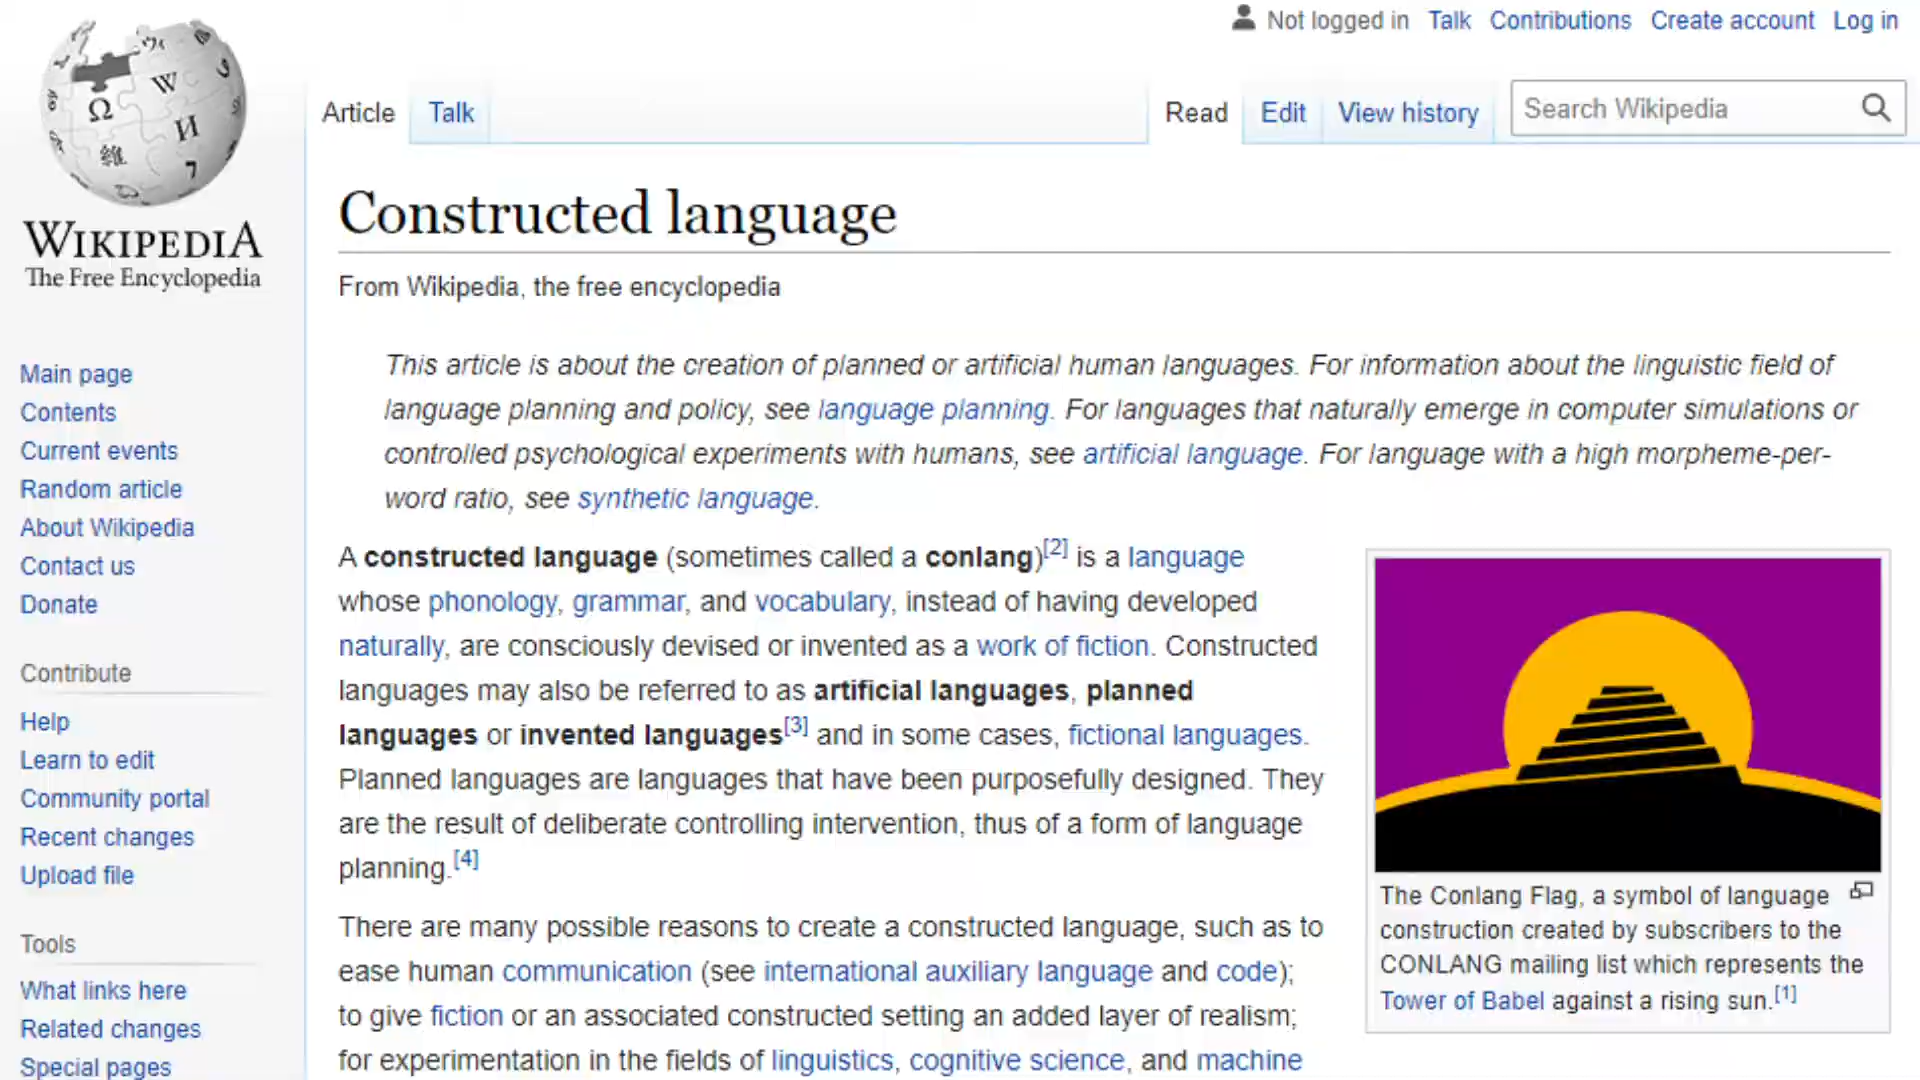 Not logged in Talk Contributions Create account Log in
Article Talk Read Edit View history Search Wikipedia
Ω W И 維 7
WIKIPEDIA
The Free Encyclopedia
Main page
Contents
Current events
Random article
About Wikipedia
Contact us
Donate
Contribute
Help
Learn to edit
Community portal
Recent changes
Upload file
Tools
What links here
Related changes
Special pages
Constructed language
From Wikipedia, the free encyclopedia
This article is about the creation of planned or artificial human languages. For information about the linguistic field of
language planning and policy, see language planning. For languages that naturally emerge in computer simulations or
controlled psychological experiments with humans, see artificial language. For language with a high morpheme-per-
word ratio, see synthetic language.
A constructed language (sometimes called a conlang)[2] is a language
whose phonology, grammar, and vocabulary, instead of having developed
naturally, are consciously devised or invented as a work of fiction. Constructed
languages may also be referred to as artificial languages, planned
languages or invented languages[3] and in some cases, fictional languages.
Planned languages are languages that have been purposefully designed. They
are the result of deliberate controlling intervention, thus of a form of language
planning.[4]
There are many possible reasons to create a constructed language, such as to
ease human communication (see international auxiliary language and code);
to give fiction or an associated constructed setting an added layer of realism;
for experimentation in the fields of linguistics, cognitive science, and machine
The Conlang Flag, a symbol of language
construction created by subscribers to the
CONLANG mailing list which represents the
Tower of Babel against a rising sun.[1]